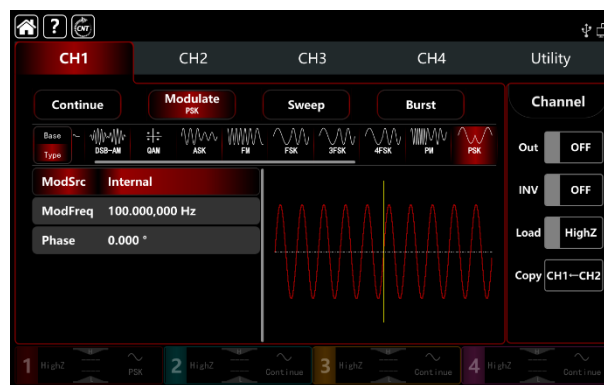 ? CNT
CH1 CH2 CH3 CH4 Utility
Continue Modulate PSK Sweep Burst Channel
Base Type DSB-AM QAM ASK FM FSK 3FSK 4FSK PM PSK
Out OFF
ModSrc Internal
INV OFF
ModFreq 100.000,000 Hz
Load HighZ
Phase 0.000 °
Copy CH1←CH2
1 HighZ PSK 2 HighZ Continue 3 HighZ Continue 4 HighZ Continue